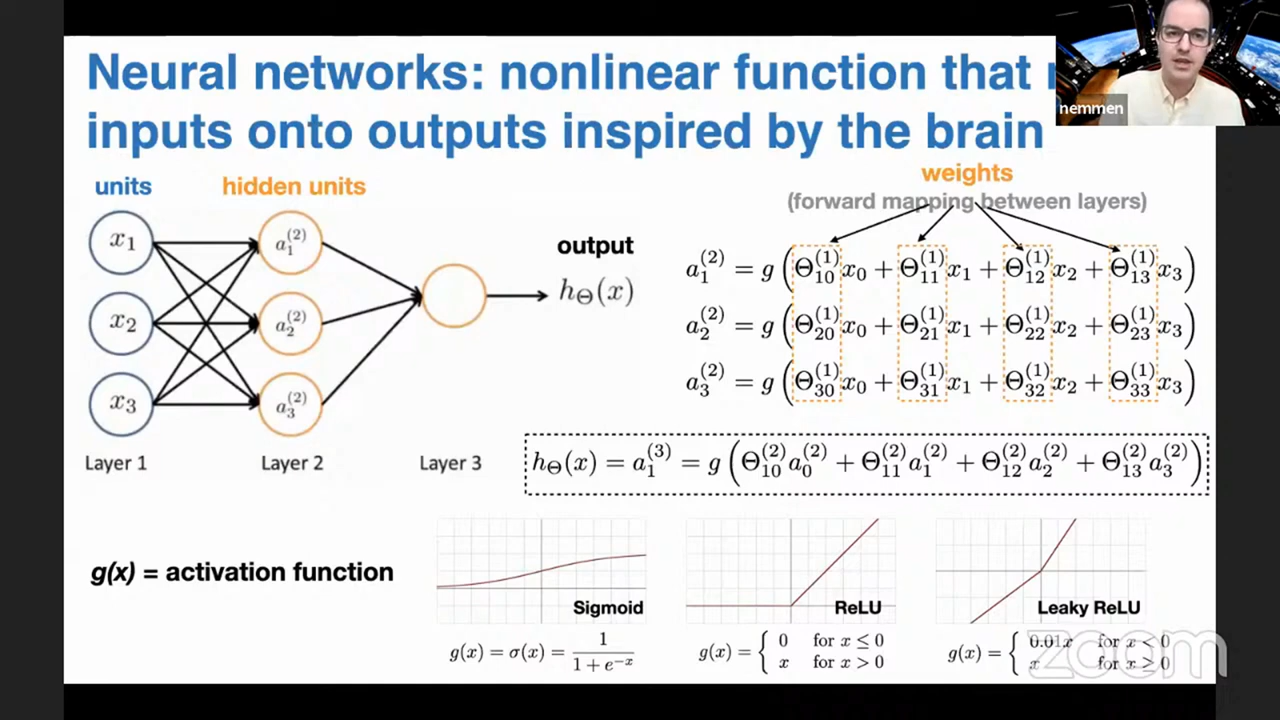 Neural networks: nonlinear function that
inputs onto outputs inspired by the brain
nemmen
units
hidden units
weights
(forward mapping between layers)
x₁
x₂
x₃
a₁⁽²⁾
a₂⁽²⁾
a₃⁽²⁾
output
h_Θ(x)
Layer 1
Layer 2
Layer 3
a₁⁽²⁾ = g (Θ₁₀⁽¹⁾x₀ + Θ₁₁⁽¹⁾x₁ + Θ₁₂⁽¹⁾x₂ + Θ₁₃⁽¹⁾x₃)
a₂⁽²⁾ = g (Θ₂₀⁽¹⁾x₀ + Θ₂₁⁽¹⁾x₁ + Θ₂₂⁽¹⁾x₂ + Θ₂₃⁽¹⁾x₃)
a₃⁽²⁾ = g (Θ₃₀⁽¹⁾x₀ + Θ₃₁⁽¹⁾x₁ + Θ₃₂⁽¹⁾x₂ + Θ₃₃⁽¹⁾x₃)
h_Θ(x) = a₁⁽³⁾ = g (Θ₁₀⁽²⁾a₀⁽²⁾ + Θ₁₁⁽²⁾a₁⁽²⁾ + Θ₁₂⁽²⁾a₂⁽²⁾ + Θ₁₃⁽²⁾a₃⁽²⁾)
g(x) = activation function
Sigmoid
g(x) = σ(x) = 1 / (1 + e⁻ˣ)
ReLU
g(x) = { 0 for x ≤ 0
x for x > 0
Leaky ReLU
g(x) = { 0.01x for x < 0
x for x ≥ 0
zoom